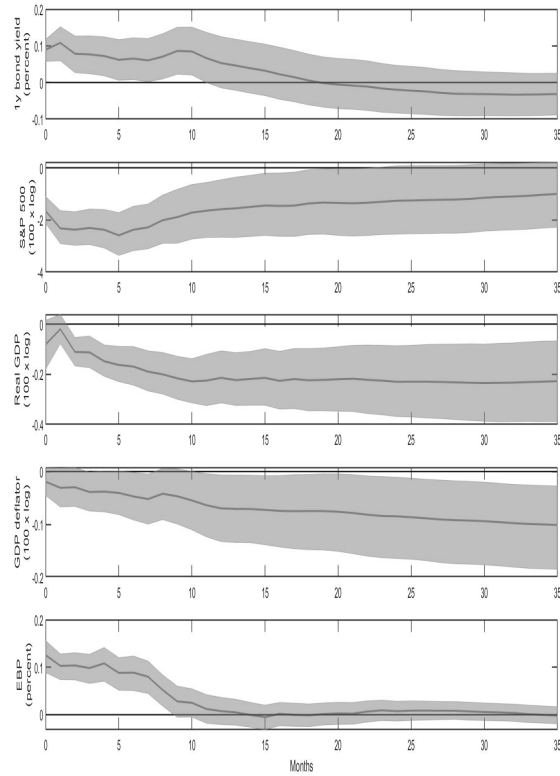 1y bond yield
(percent)
0.2
0.1
0
-0.1
0 5 10 15 20 25 30 35
S&P 500
(100 x log)
0
-2
-4
0 5 10 15 20 25 30 35
Real GDP
(100 x log)
0
-0.2
-0.4
0 5 10 15 20 25 30 35
GDP deflator
(100 x log)
0
-0.1
-0.2
0 5 10 15 20 25 30 35
EBP
(percent)
0.2
0.1
0
0 5 10 15 20 25 30 35
Months